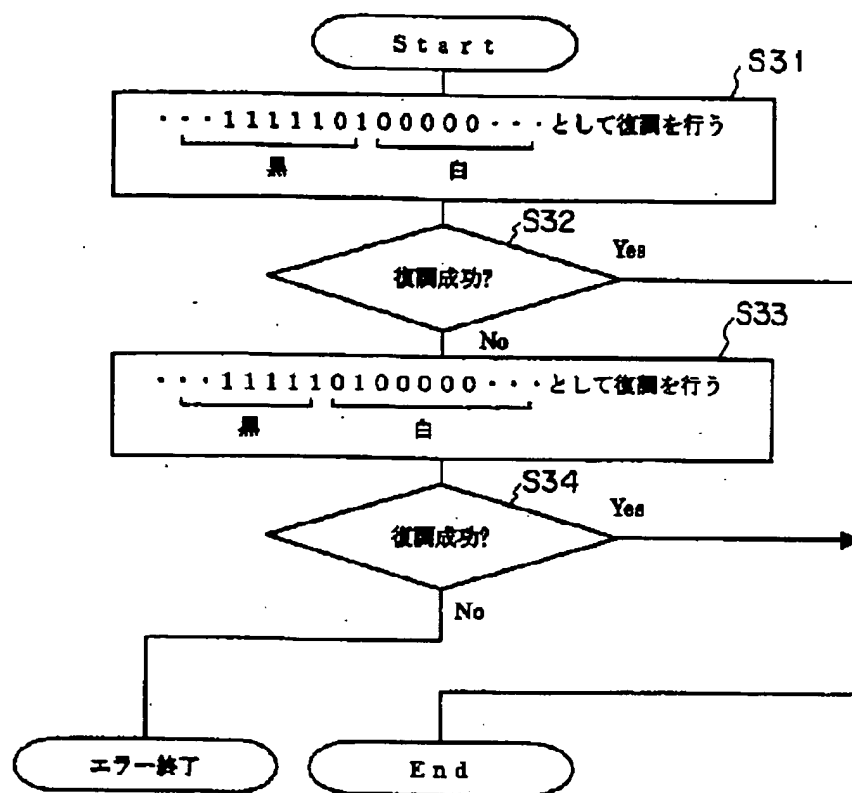 Start
S31
・・・111110100000・・・として復調を行う
黒 白
S32
復調成功?
Yes
No
S33
・・・111110100000・・・として復調を行う
黒 白
S34
復調成功?
Yes
No
エラー終了
End